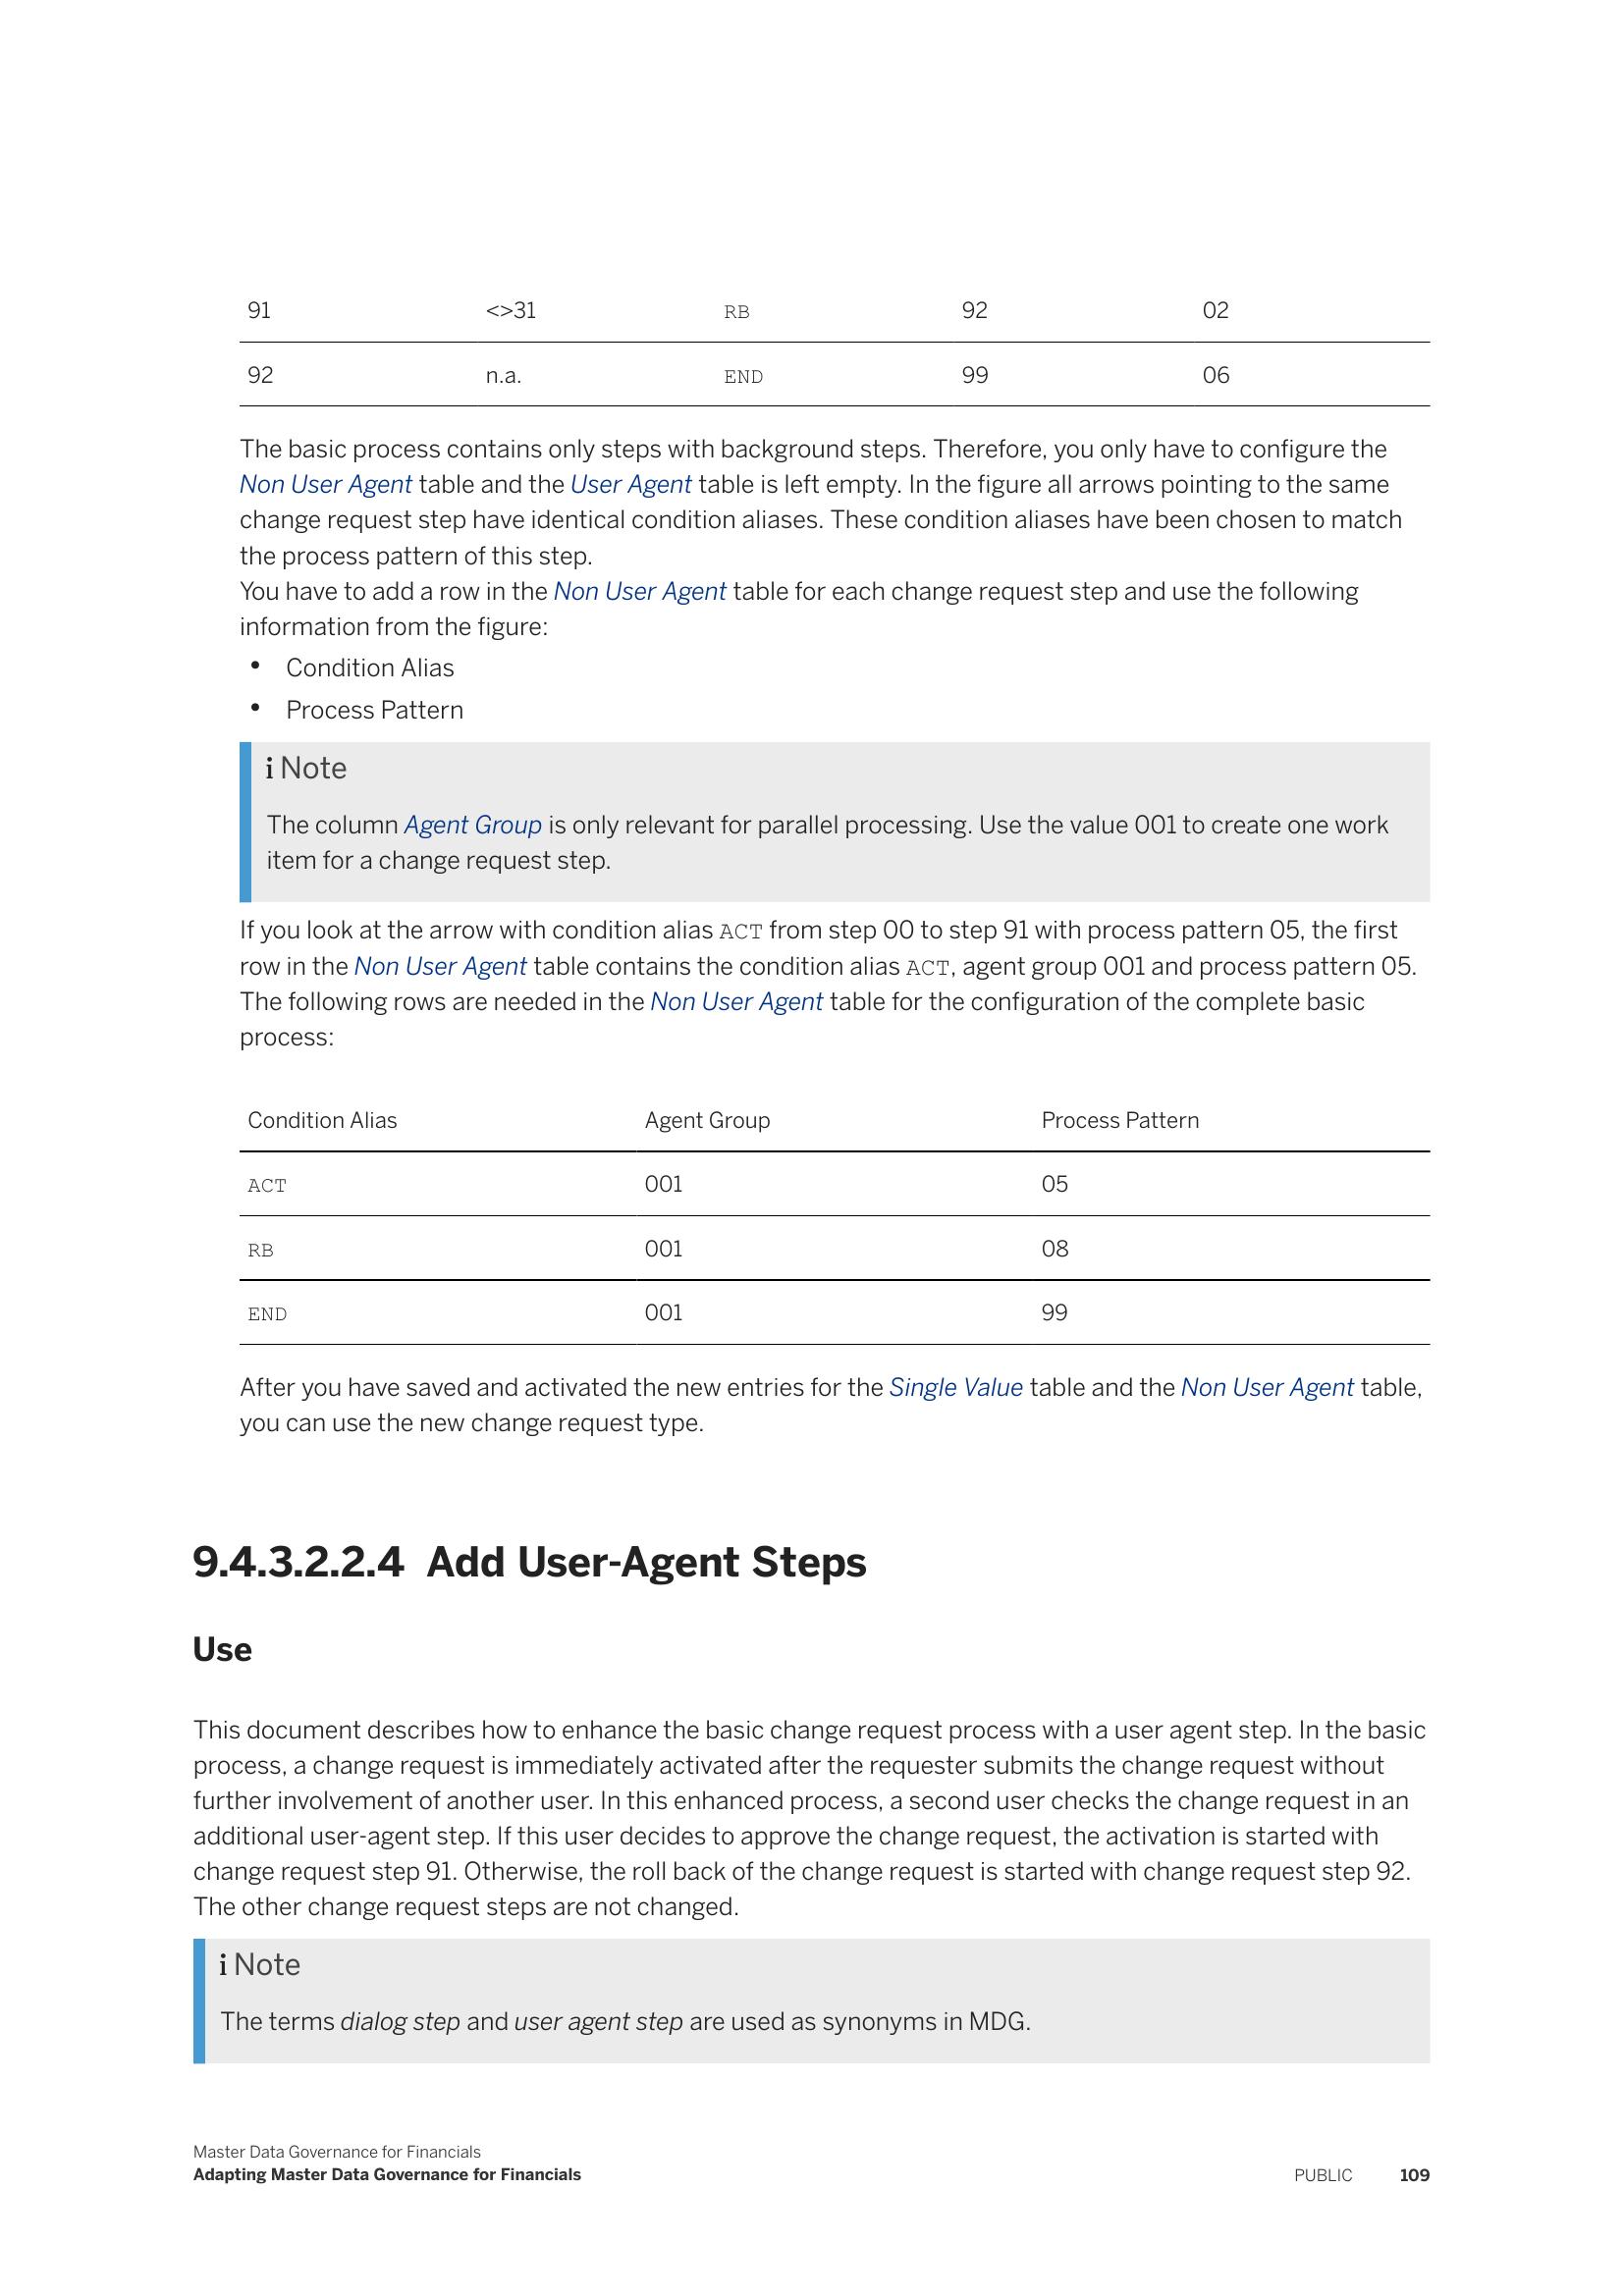 91 <>31 RB 92 02
92 n.a. END 99 06
The basic process contains only steps with background steps. Therefore, you only have to configure the
Non User Agent table and the User Agent table is left empty. In the figure all arrows pointing to the same
change request step have identical condition aliases. These condition aliases have been chosen to match
the process pattern of this step.
You have to add a row in the Non User Agent table for each change request step and use the following
information from the figure:
• Condition Alias
• Process Pattern
i Note
The column Agent Group is only relevant for parallel processing. Use the value 001 to create one work
item for a change request step.
If you look at the arrow with condition alias ACT from step 00 to step 91 with process pattern 05, the first
row in the Non User Agent table contains the condition alias ACT, agent group 001 and process pattern 05.
The following rows are needed in the Non User Agent table for the configuration of the complete basic
process:
Condition Alias Agent Group Process Pattern
ACT 001 05
RB 001 08
END 001 99
After you have saved and activated the new entries for the Single Value table and the Non User Agent table,
you can use the new change request type.
9.4.3.2.2.4 Add User-Agent Steps
Use
This document describes how to enhance the basic change request process with a user agent step. In the basic
process, a change request is immediately activated after the requester submits the change request without
further involvement of another user. In this enhanced process, a second user checks the change request in an
additional user-agent step. If this user decides to approve the change request, the activation is started with
change request step 91. Otherwise, the roll back of the change request is started with change request step 92.
The other change request steps are not changed.
i Note
The terms dialog step and user agent step are used as synonyms in MDG.
Master Data Governance for Financials
Adapting Master Data Governance for Financials PUBLIC 109